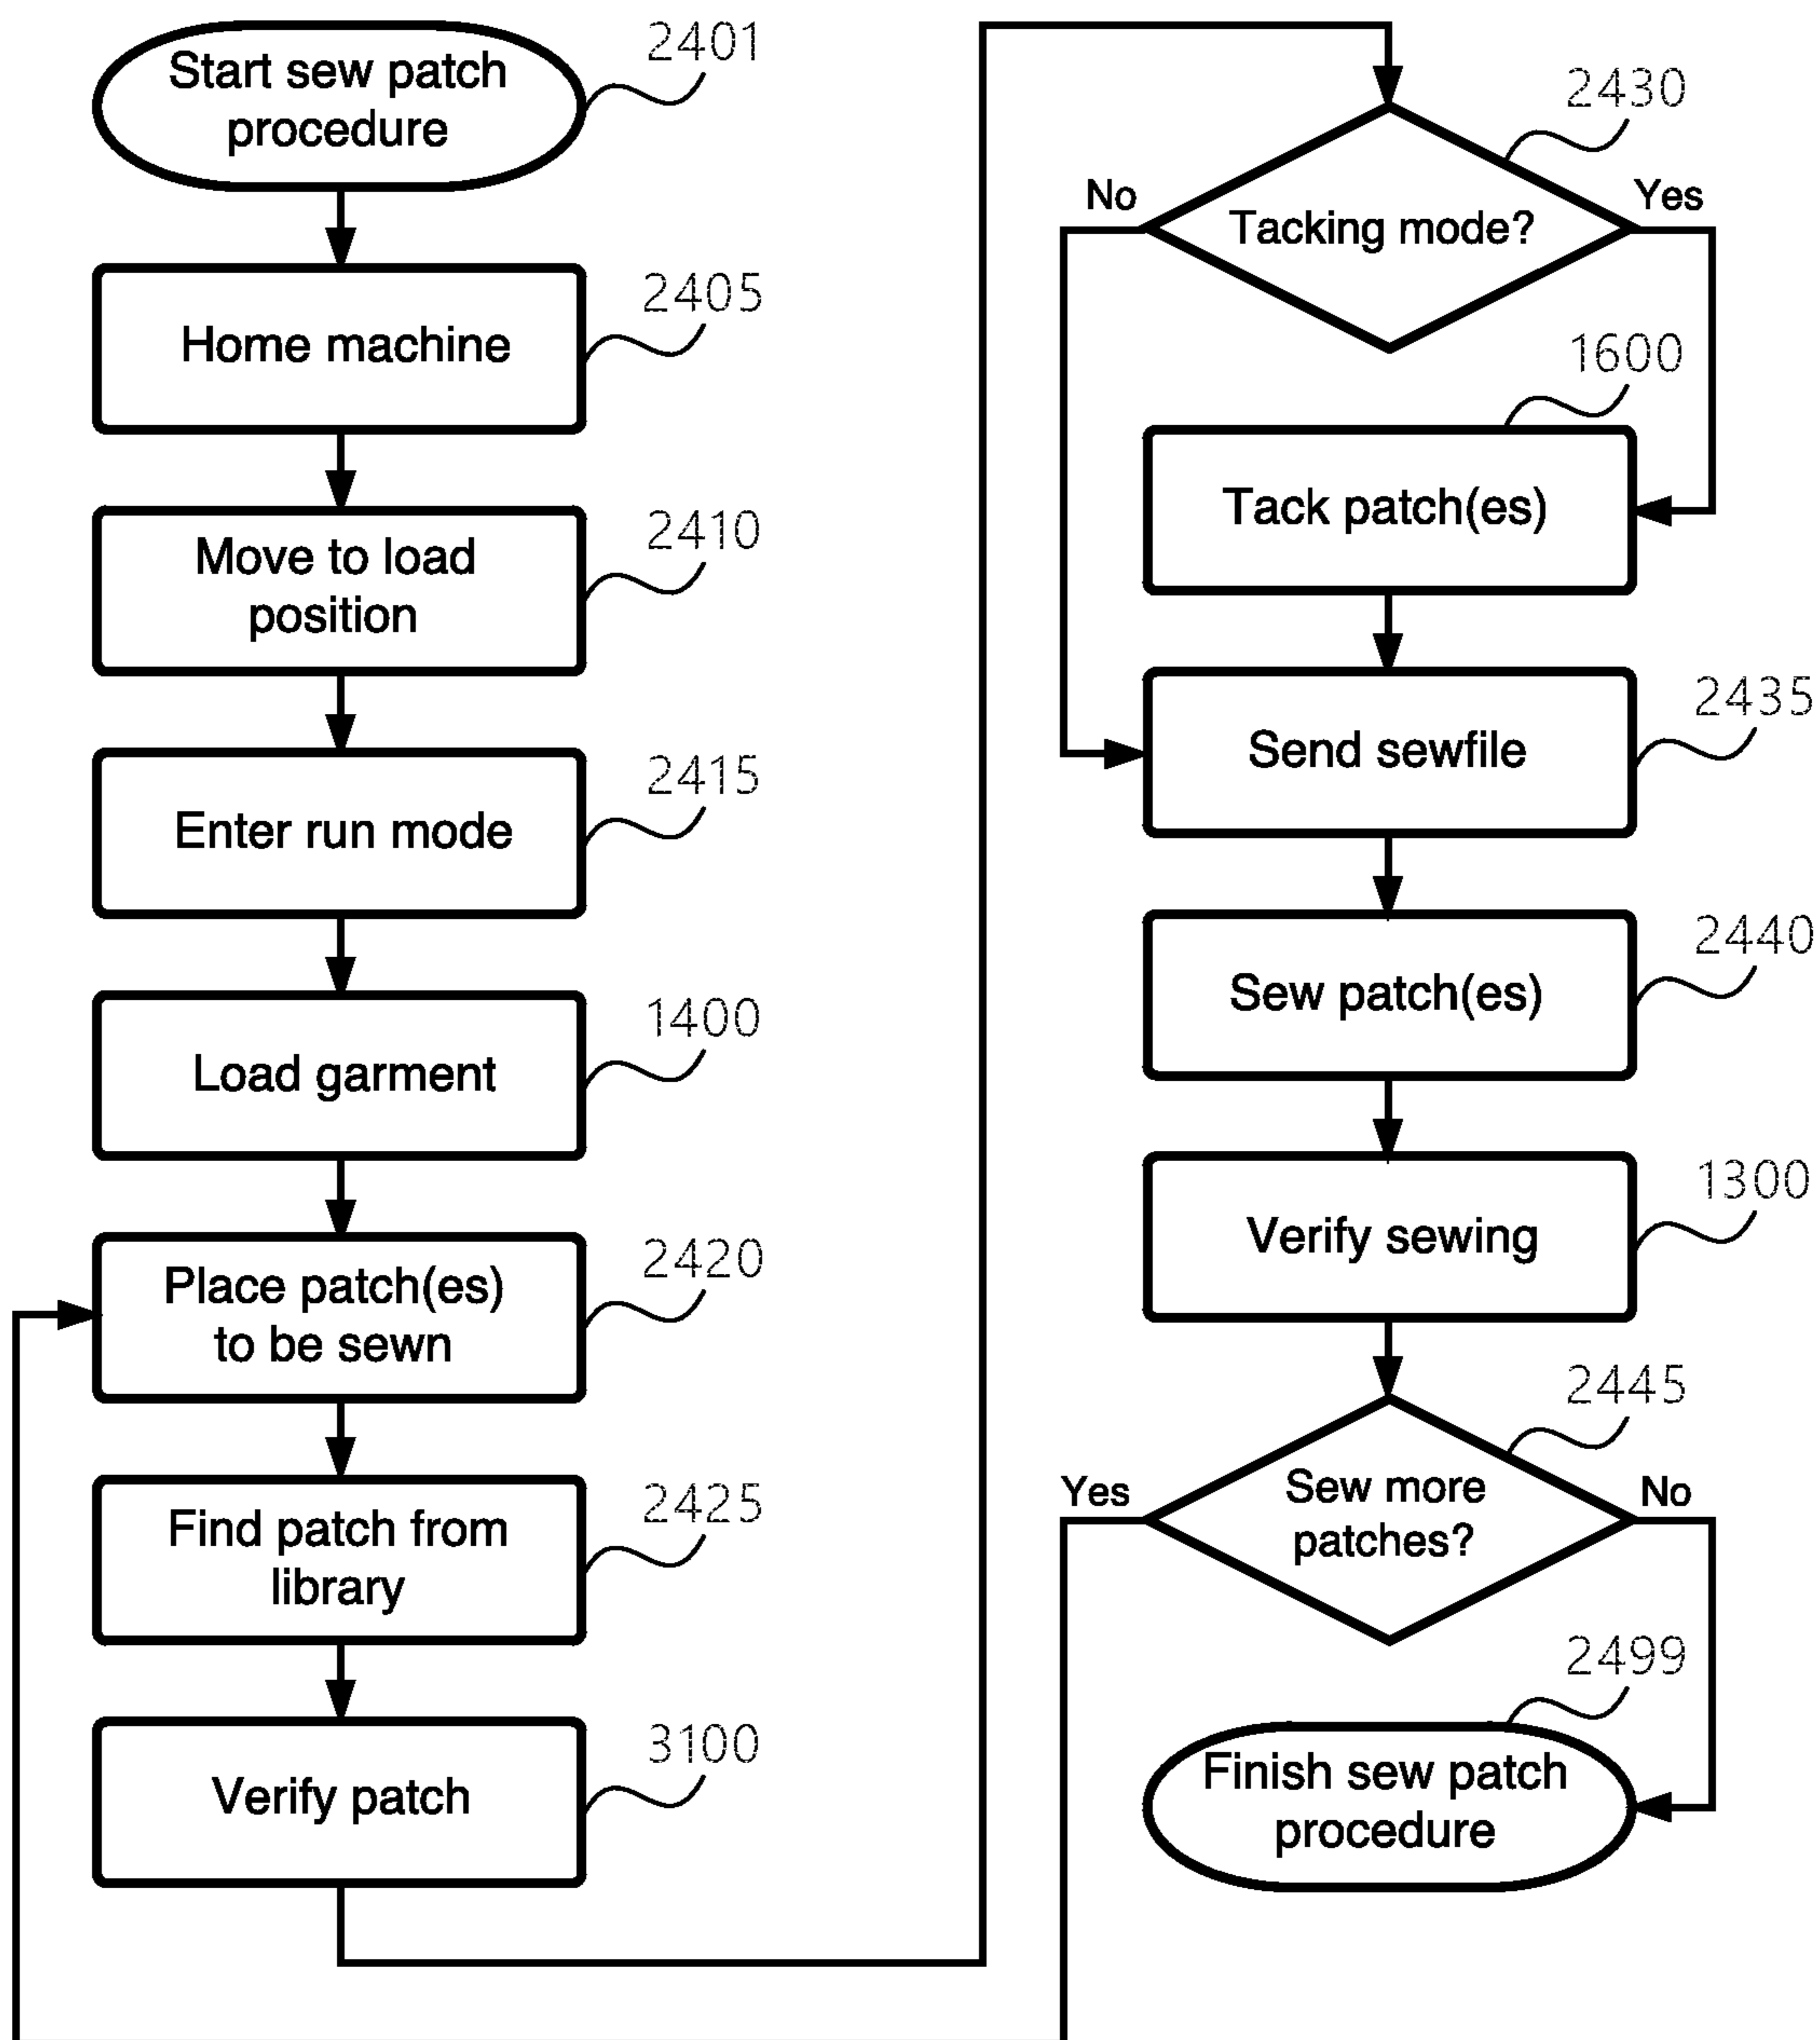 Start sew patch
procedure
2401
Home machine
2405
Move to load
position
2410
Enter run mode
2415
Load garment
1400
Place patch(es)
to be sewn
2420
Find patch from
library
2425
Verify patch
3100
2430
No
Yes
Tacking mode?
1600
Tack patch(es)
Send sewfile
2435
Sew patch(es)
2440
Verify sewing
1300
2445
Yes
No
Sew more
patches?
2499
Finish sew patch
procedure